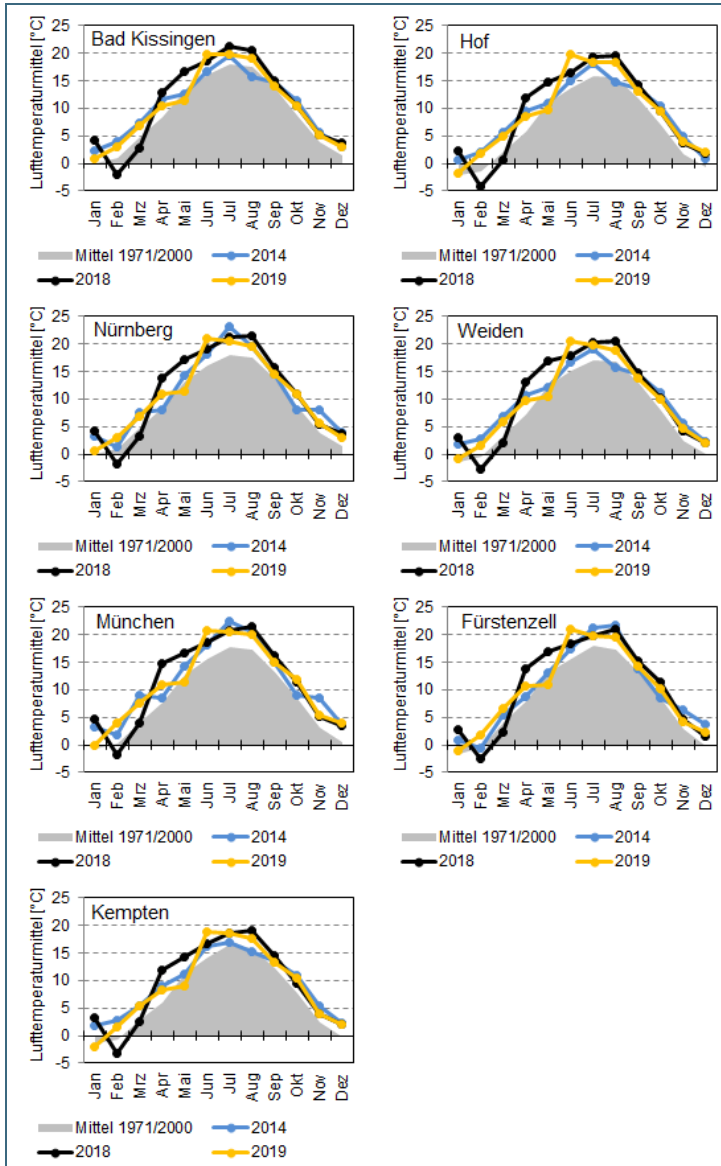 Bad Kissingen
Lufttemperaturmittel [°C]
25
20
15
10
5
0
-5
Jan Feb Mrz Apr Mai Jun Jul Aug Sep Okt Nov Dez
Mittel 1971/2000 2014
2018 2019
Hof
Lufttemperaturmittel [°C]
25
20
15
10
5
0
-5
Jan Feb Mrz Apr Mai Jun Jul Aug Sep Okt Nov Dez
Mittel 1971/2000 2014
2018 2019
Nürnberg
Lufttemperaturmittel [°C]
25
20
15
10
5
0
-5
Jan Feb Mrz Apr Mai Jun Jul Aug Sep Okt Nov Dez
Mittel 1971/2000 2014
2018 2019
Weiden
Lufttemperaturmittel [°C]
25
20
15
10
5
0
-5
Jan Feb Mrz Apr Mai Jun Jul Aug Sep Okt Nov Dez
Mittel 1971/2000 2014
2018 2019
München
Lufttemperaturmittel [°C]
25
20
15
10
5
0
-5
Jan Feb Mrz Apr Mai Jun Jul Aug Sep Okt Nov Dez
Mittel 1971/2000 2014
2018 2019
Fürstenzell
Lufttemperaturmittel [°C]
25
20
15
10
5
0
-5
Jan Feb Mrz Apr Mai Jun Jul Aug Sep Okt Nov Dez
Mittel 1971/2000 2014
2018 2019
Kempten
Lufttemperaturmittel [°C]
25
20
15
10
5
0
-5
Jan Feb Mrz Apr Mai Jun Jul Aug Sep Okt Nov Dez
Mittel 1971/2000 2014
2018 2019